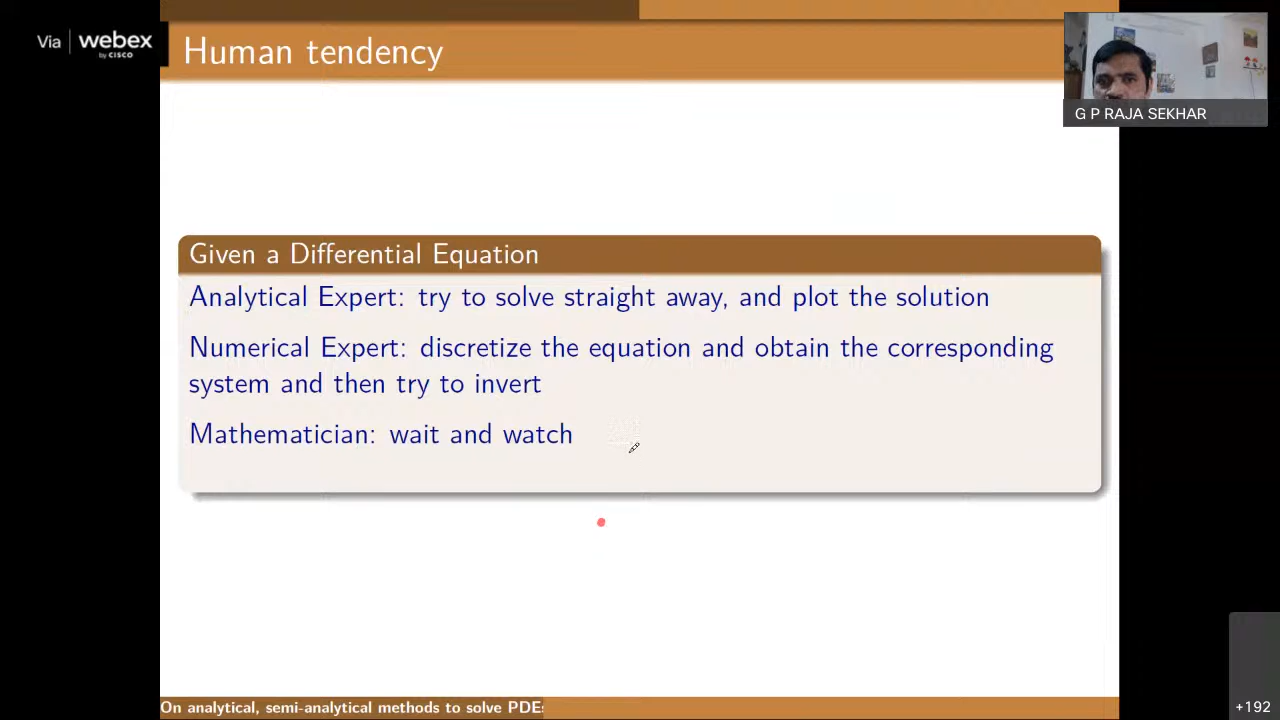 Via webex
by CISCO
Human tendency
G P RAJA SEKHAR
Given a Differential Equation
Analytical Expert: try to solve straight away, and plot the solution
Numerical Expert: discretize the equation and obtain the corresponding
system and then try to invert
Mathematician: wait and watch
On analytical, semi-analytical methods to solve PDEs
+192